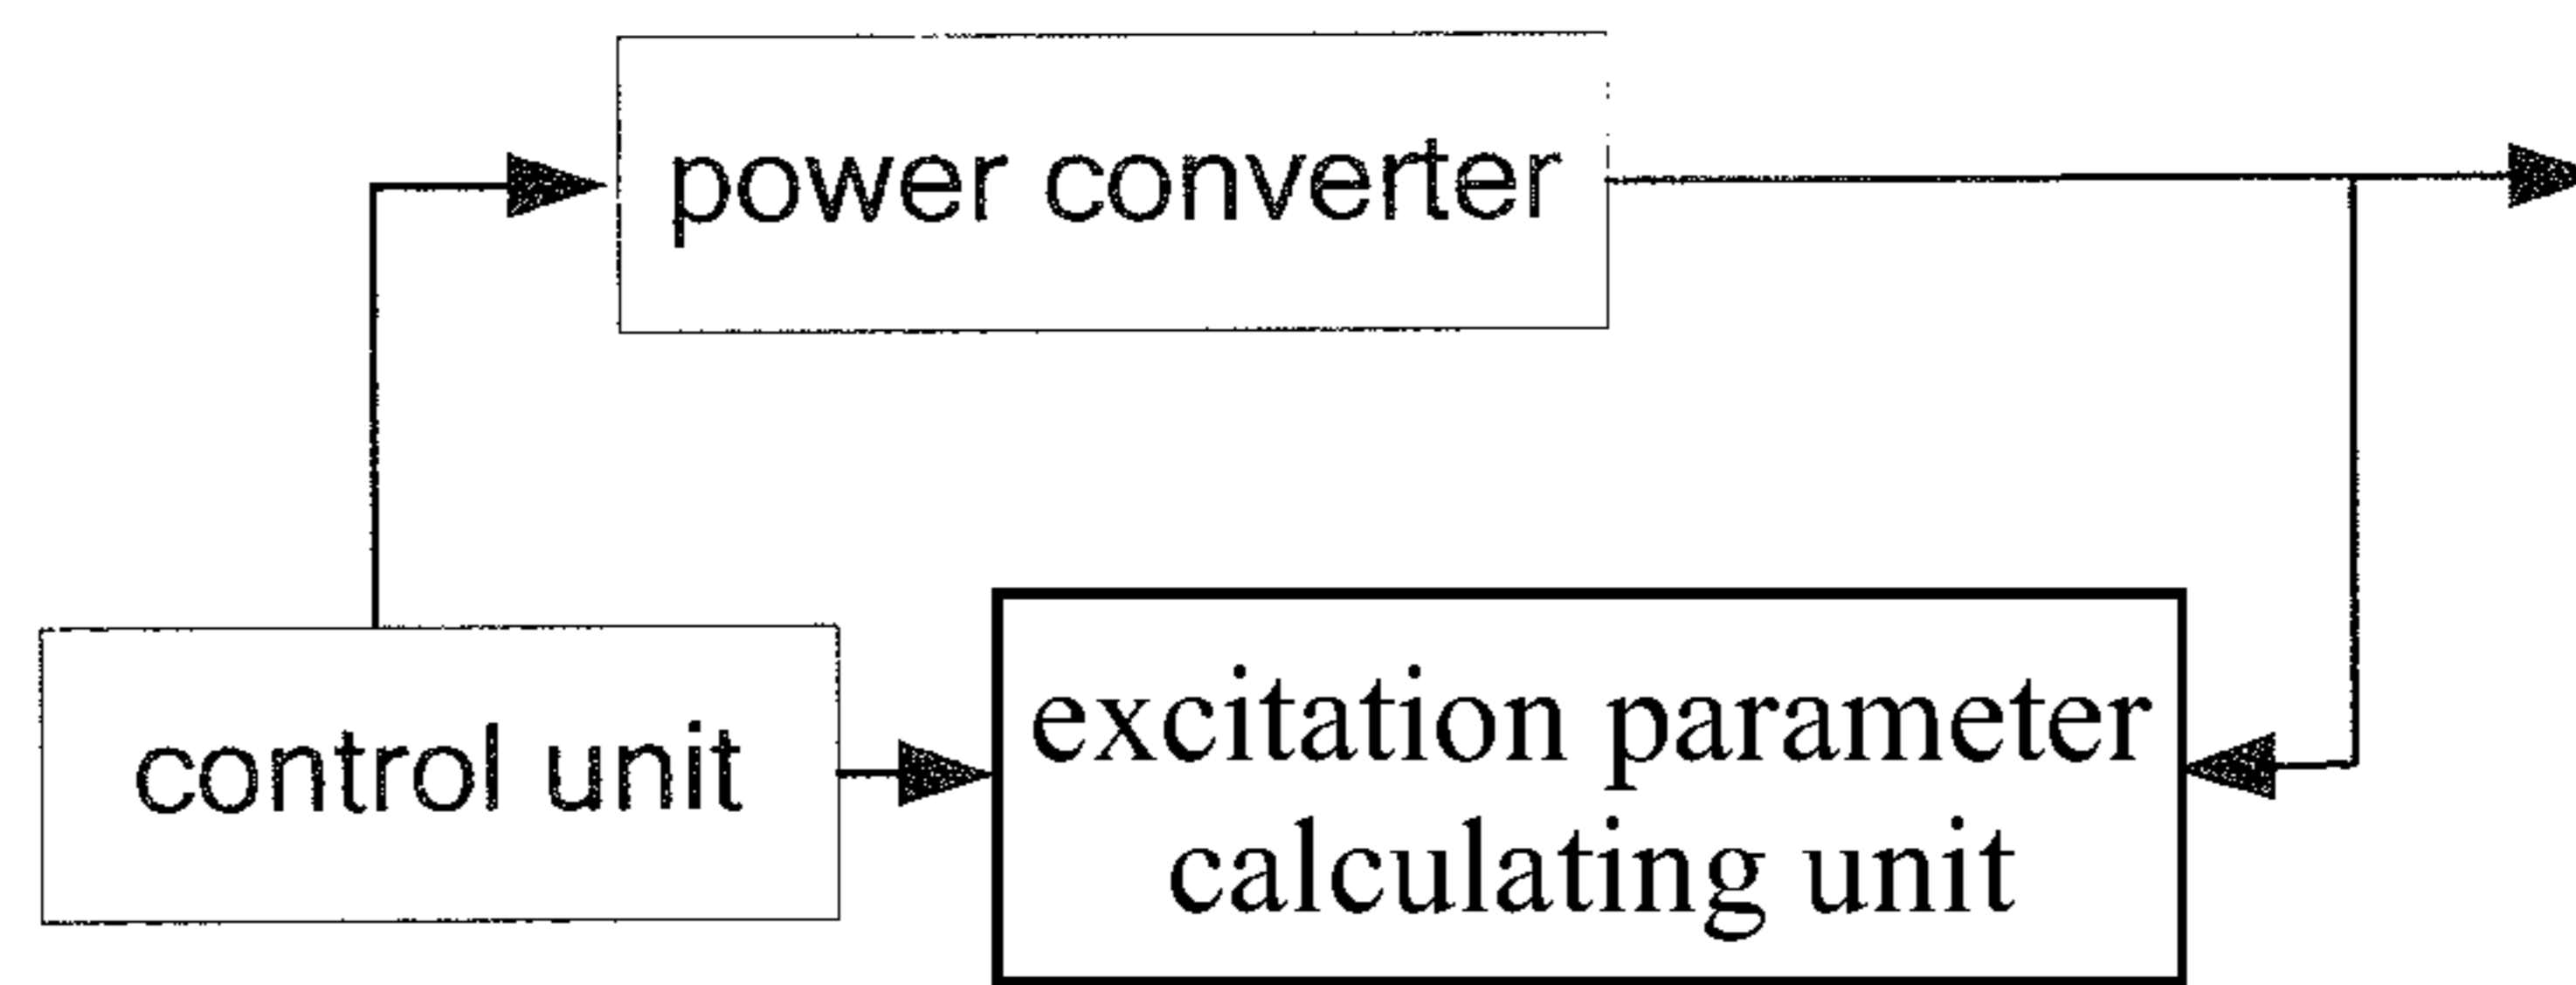 power converter
control unit
excitation parameter
calculating unit